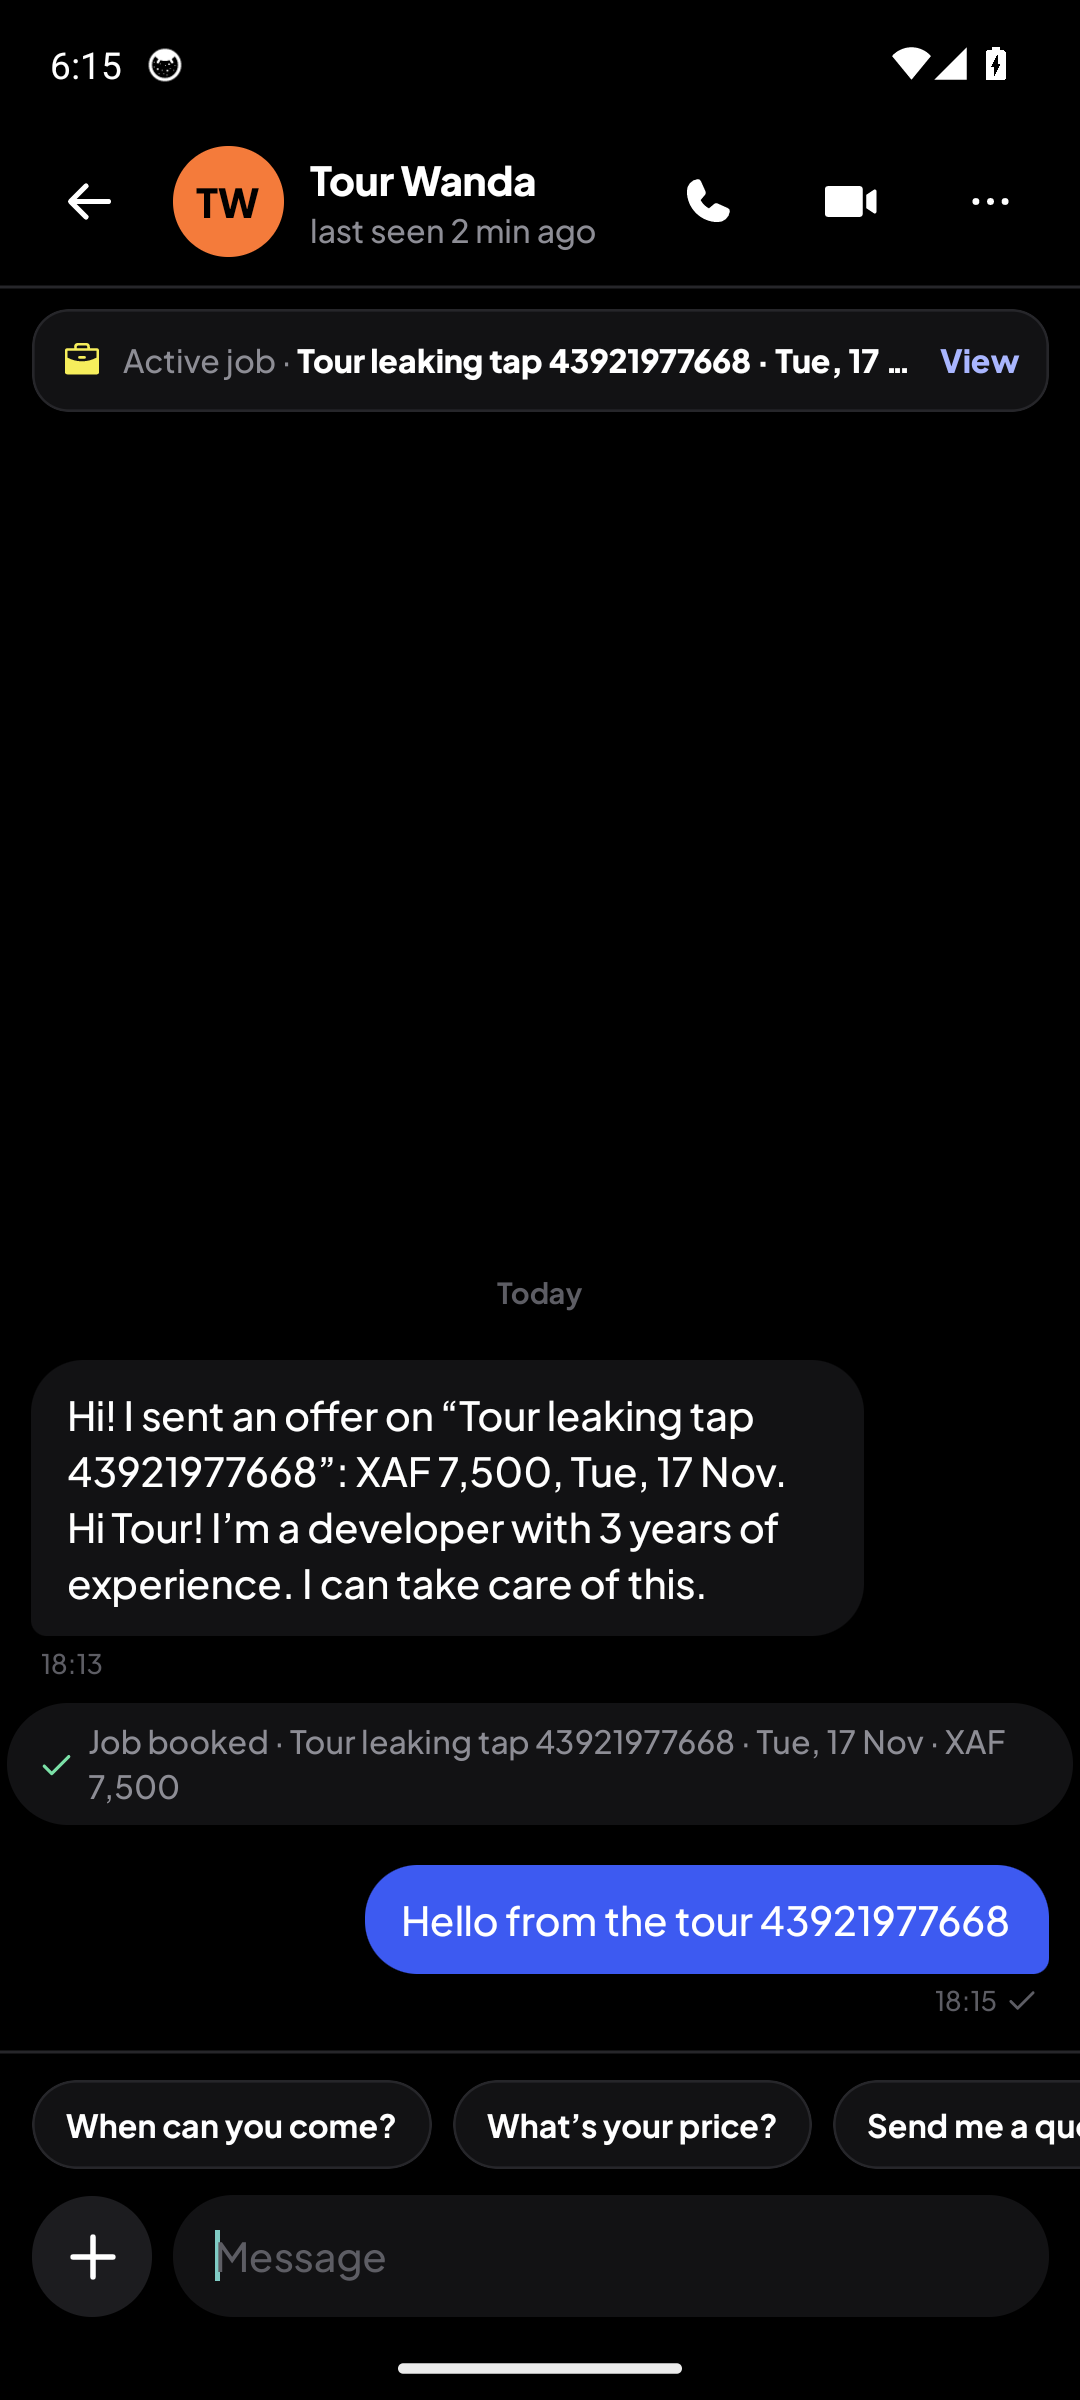 6:15
TW
Tour Wanda
last seen 2 min ago
Active job · Tour leaking tap 43921977668 · Tue, 17 ... View
Today
Hi! I sent an offer on “Tour leaking tap
43921977668”: XAF 7,500, Tue, 17 Nov.
Hi Tour! I’m a developer with 3 years of
experience. I can take care of this.
18:13
Job booked · Tour leaking tap 43921977668 · Tue, 17 Nov · XAF
7,500
Hello from the tour 43921977668
18:15
When can you come? What’s your price? Send me a que
Message